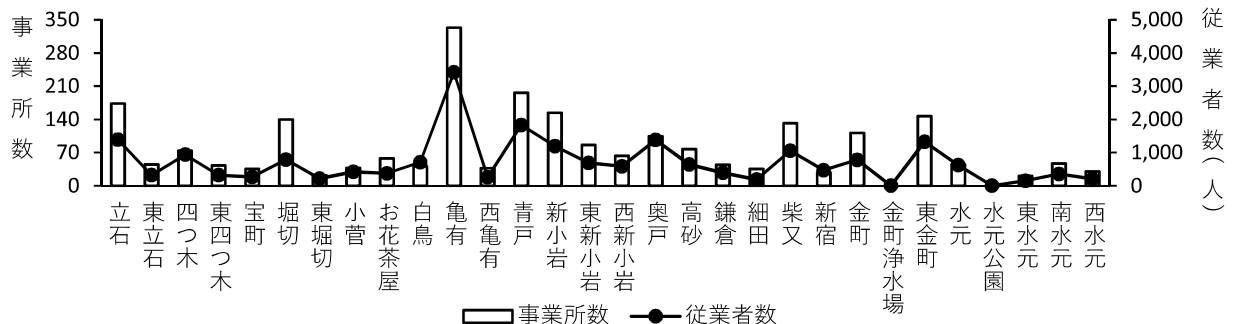 事業所数
350
280
210
140
70
0
従業者数(人)
5,000
4,000
3,000
2,000
1,000
0
立石
東立石
四つ木
東四つ木
宝町
堀切
東堀切
小菅
お花茶屋
白鳥
亀有
西亀有
青戸
新小岩
東新小岩
西新小岩
奥戸
高砂
鎌倉
細田
柴又
新宿
金町
金町浄水場
東金町
水元
水元公園
東水元
南水元
西水元
事業所数
従業者数